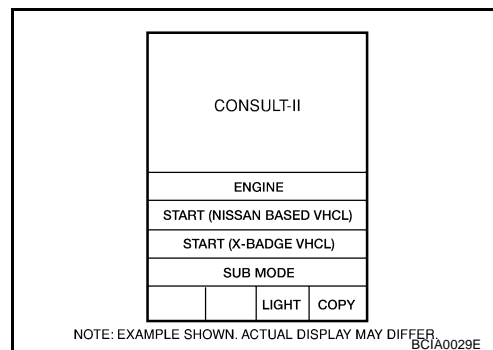 CONSULT-II
ENGINE
START (NISSAN BASED VHCL)
START (X-BADGE VHCL)
SUB MODE
LIGHT COPY
NOTE: EXAMPLE SHOWN. ACTUAL DISPLAY MAY DIFFER.
BCIA0029E